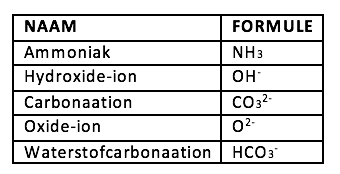 NAAM FORMULE
Ammoniak NH₃
Hydroxide-ion OH⁻
Carbonaation CO₃²⁻
Oxide-ion O²⁻
Waterstofcarbonaation HCO₃⁻